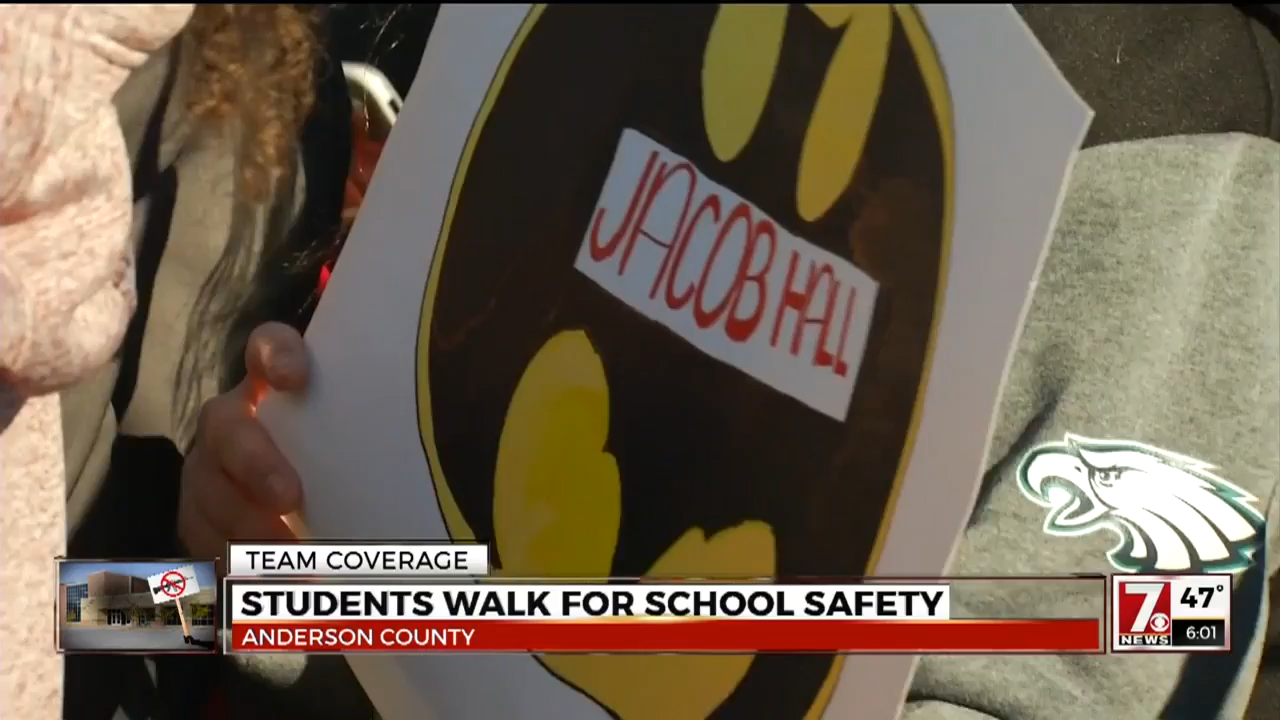 JACOB HALL
TEAM COVERAGE
STUDENTS WALK FOR SCHOOL SAFETY
ANDERSON COUNTY
7
NEWS
47°
6:01